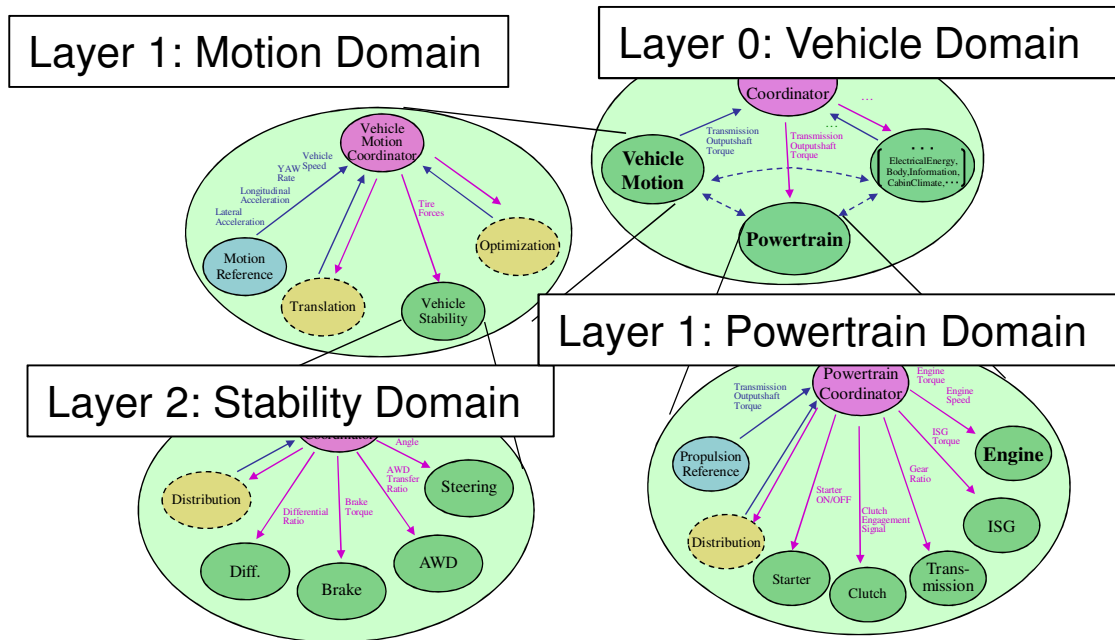 Layer 1: Motion Domain
Layer 0: Vehicle Domain
Vehicle
Motion
Coordinator
Vehicle
Speed
YAW
Rate
Longitudinal
Acceleration
Lateral
Acceleration
Tire
Forces
Motion
Reference
Translation
Vehicle
Stability
Optimization
Coordinator
...
...
Transmission
Outputshaft
Torque
Transmission
Outputshaft
Torque
Vehicle
Motion
Powertrain
...
ElectricalEnergy,
Body,Information,
CabinClimate,...
Layer 1: Powertrain Domain
Layer 2: Stability Domain
Angle
AWD
Transfer
Ratio
Brake
Torque
Differential
Ratio
Distribution
Steering
Diff.
Brake
AWD
Powertrain
Coordinator
Transmission
Outputshaft
Torque
Engine
Torque
Engine
Speed
ISG
Torque
Gear
Ratio
Starter
ON/OFF
Clutch
Engagement
Signal
Propulsion
Reference
Distribution
Starter
Clutch
Trans-
mission
ISG
Engine